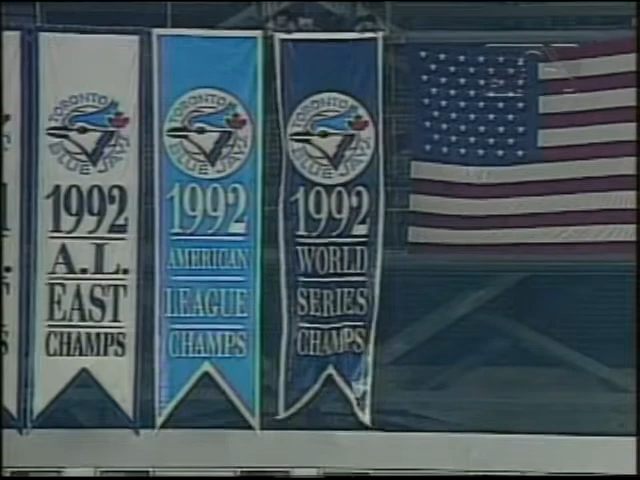 TORONTO
BLUE JAYS
1992
A.L.
EAST
CHAMPS
TORONTO
BLUE JAYS
1992
AMERICAN
LEAGUE
CHAMPS
TORONTO
BLUE JAYS
1992
WORLD
SERIES
CHAMPS